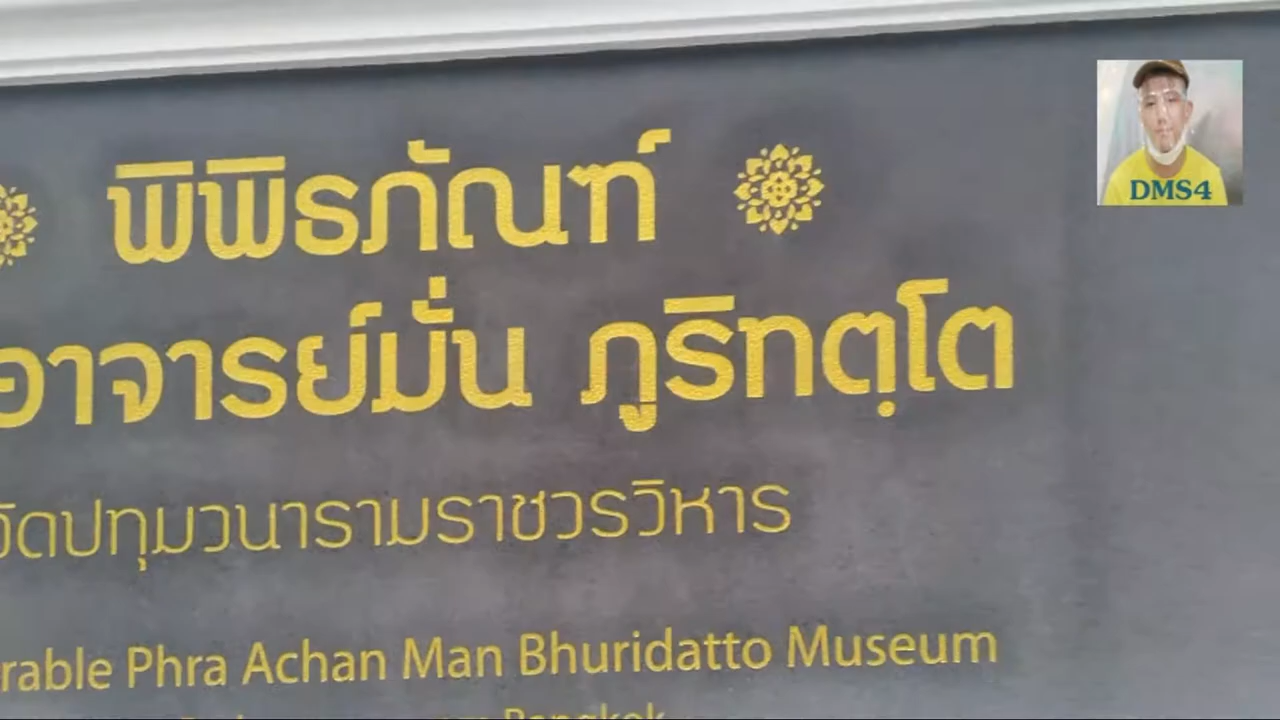 DMS4
พิพิธภัณฑ์
อาจารย์มั่น ภูริทตฺโต
วัดปทุมวนารามราชวรวิหาร
rable Phra Achan Man Bhuridatto Museum
Bangkok